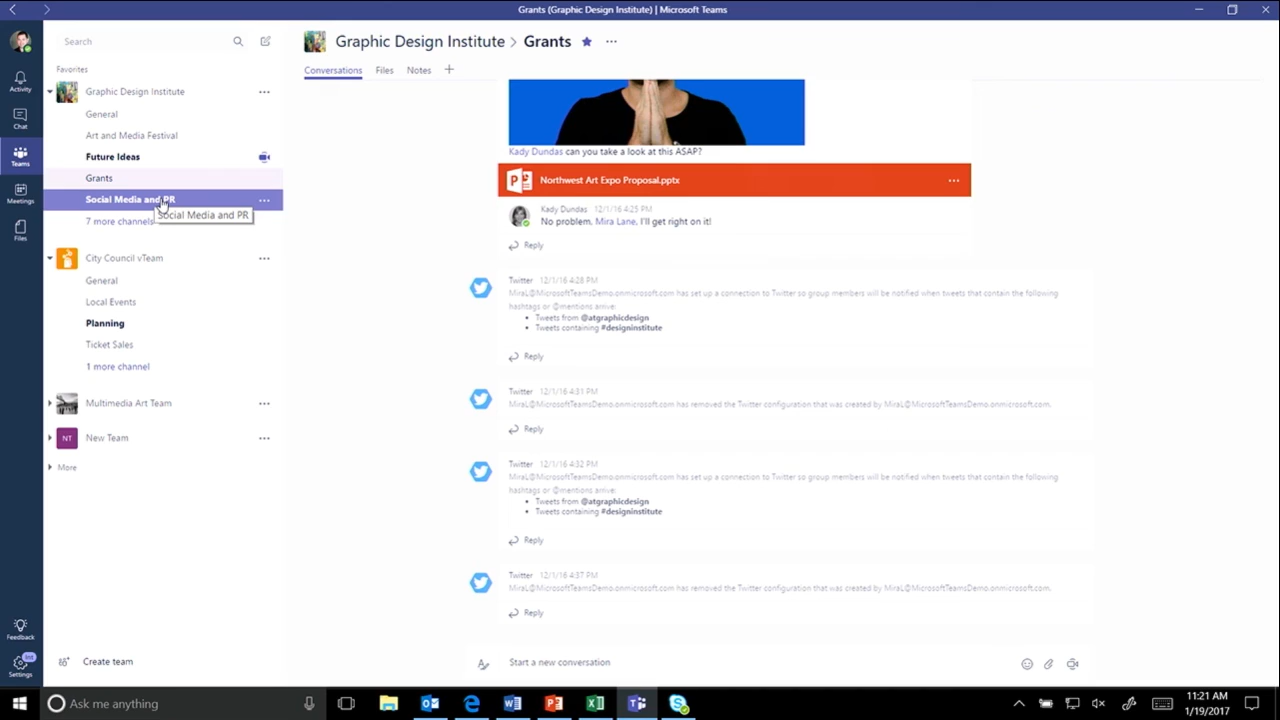 Grants (Graphic Design Institute) | Microsoft Teams
Search
Graphic Design Institute > Grants
Conversations Files Notes
Favorites
Graphic Design Institute
General
Art and Media Festival
Future Ideas
Grants
Social Media and PR
Social Media and PR
7 more channels
City Council vTeam
General
Local Events
Planning
Ticket Sales
1 more channel
Multimedia Art Team
NT New Team
More
Create team
Activity
Chat
Teams
Meetings
Files
Feedback
Settings
Kady Dundas can you take a look at this ASAP?
Northwest Art Expo Proposal.pptx
Kady Dundas 12/1/16 4:25 PM
No problem, Mira Lane, I'll get right on it!
Reply
Twitter 12/1/16 4:28 PM
MiraL@MicrosoftTeamsDemo.onmicrosoft.com has set up a connection to Twitter so group members will be notified when tweets that contain the following
hashtags or @mentions arrive:
• Tweets from @atgraphicdesign
• Tweets containing #designinstitute
Reply
Twitter 12/1/16 4:31 PM
MiraL@MicrosoftTeamsDemo.onmicrosoft.com has removed the Twitter configuration that was created by MiraL@MicrosoftTeamsDemo.onmicrosoft.com.
Reply
Twitter 12/1/16 4:32 PM
MiraL@MicrosoftTeamsDemo.onmicrosoft.com has set up a connection to Twitter so group members will be notified when tweets that contain the following
hashtags or @mentions arrive:
• Tweets from @atgraphicdesign
• Tweets containing #designinstitute
Reply
Twitter 12/1/16 4:37 PM
MiraL@MicrosoftTeamsDemo.onmicrosoft.com has removed the Twitter configuration that was created by MiraL@MicrosoftTeamsDemo.onmicrosoft.com.
Reply
Start a new conversation
Ask me anything
11:21 AM
1/19/2017